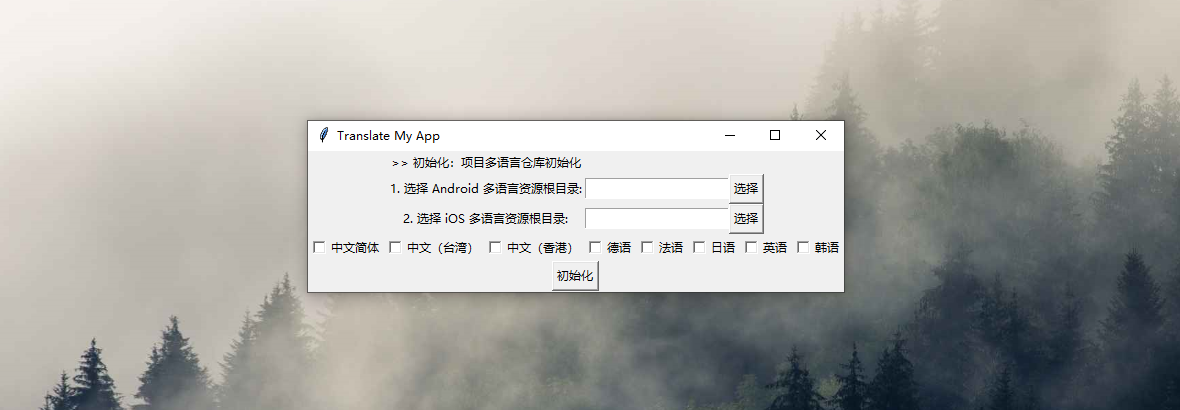 Translate My App
>> 初始化：项目多语言仓库初始化
1. 选择 Android 多语言资源根目录: 选择
2. 选择 iOS 多语言资源根目录: 选择
中文简体 中文（台湾） 中文（香港） 德语 法语 日语 英语 韩语
初始化